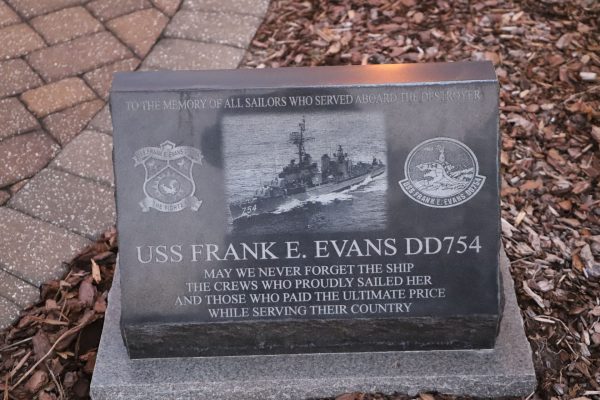 TO THE MEMORY OF ALL SAILORS WHO SERVED ABOARD THE DESTROYER
754
USS FRANK E. EVANS DD754
USS FRANK E. EVANS DD754
MAY WE NEVER FORGET THE SHIP
THE CREWS WHO PROUDLY SAILED HER
AND THOSE WHO PAID THE ULTIMATE PRICE
WHILE SERVING THEIR COUNTRY